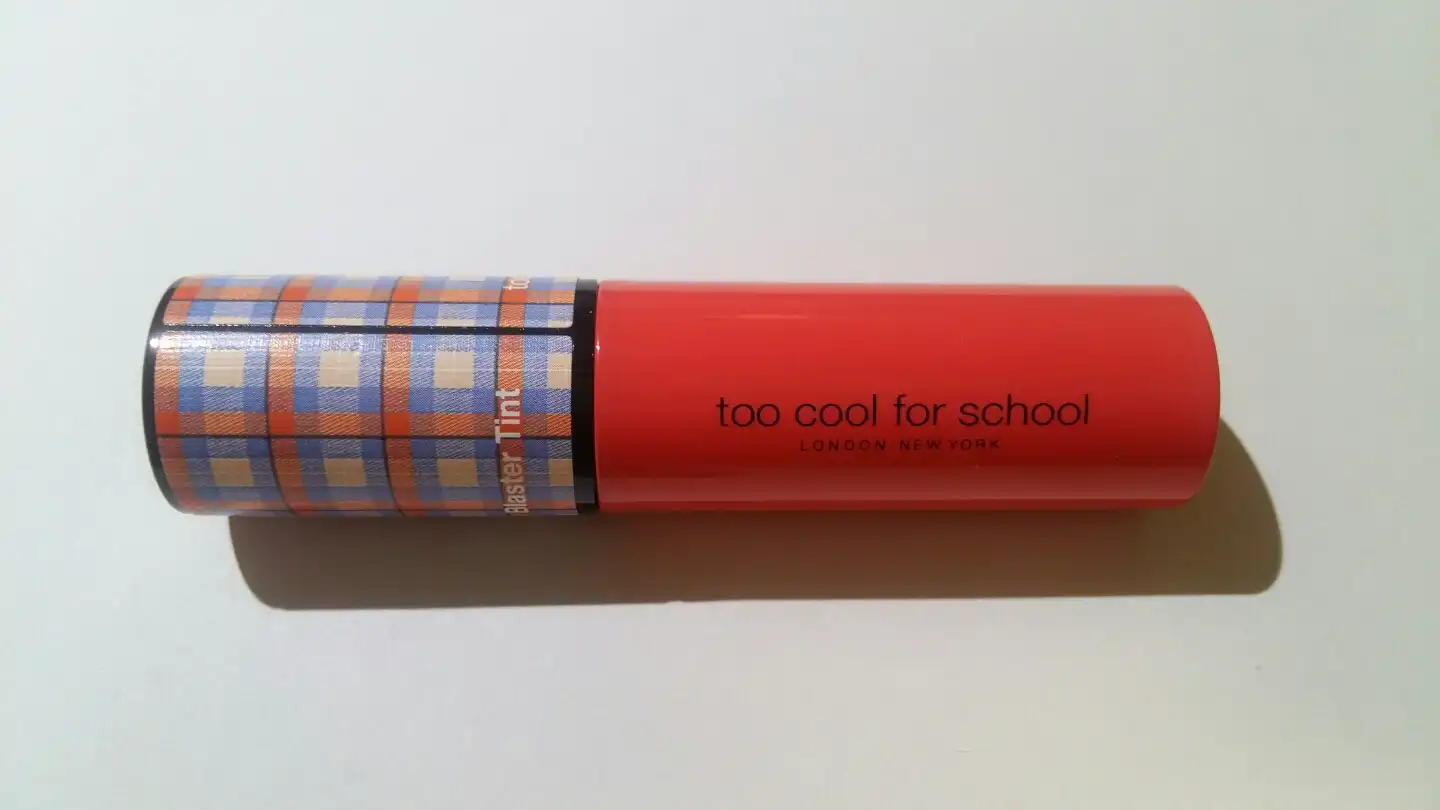 Blaster Tint
too cool for school
LONDON NEW YORK